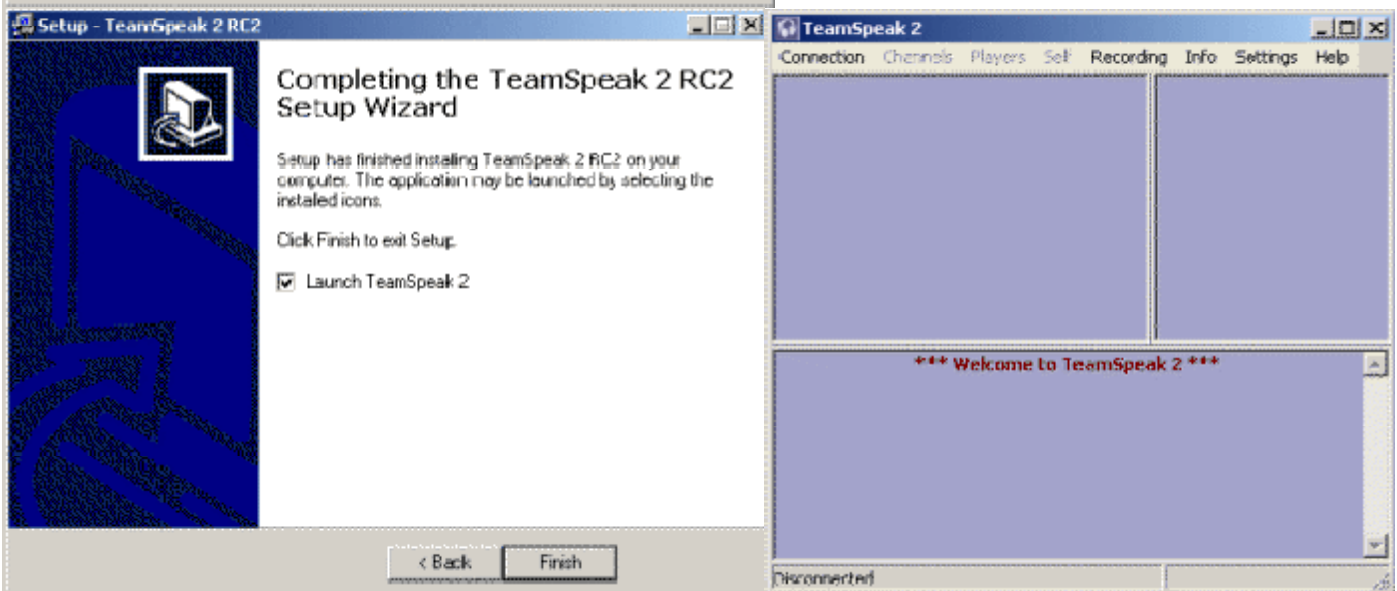 Setup - TeamSpeak 2 RC2
Completing the TeamSpeak 2 RC2
Setup Wizard
Setup has finished installing TeamSpeak 2 RC2 on your
computer. The application may be launched by selecting the
installed icons.
Click Finish to exit Setup.
Launch TeamSpeak 2
< Back
Finish
TeamSpeak 2
Connection Channels Players Self Recording Info Settings Help
*** Welcome to TeamSpeak 2 ***
Disconnected